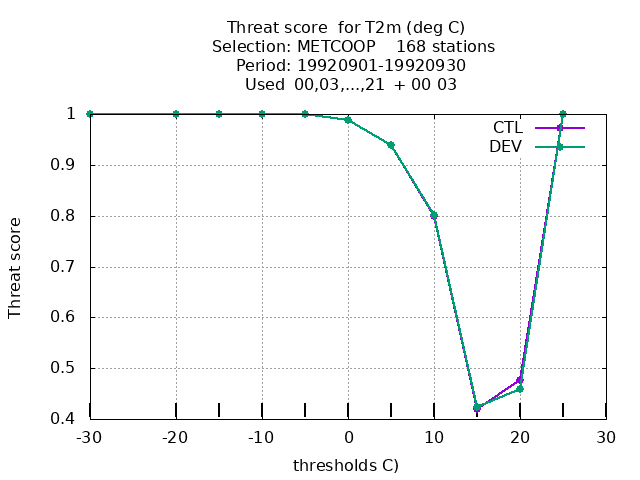 Threat score  for T2m (deg C)
Selection: METCOOP    168 stations
Period: 19920901-19920930
Used  00,03,...,21  + 00 03
CTL
DEV
1
0.9
0.8
0.7
0.6
0.5
0.4
Threat score
-30
-20
-10
0
10
20
30
thresholds C)